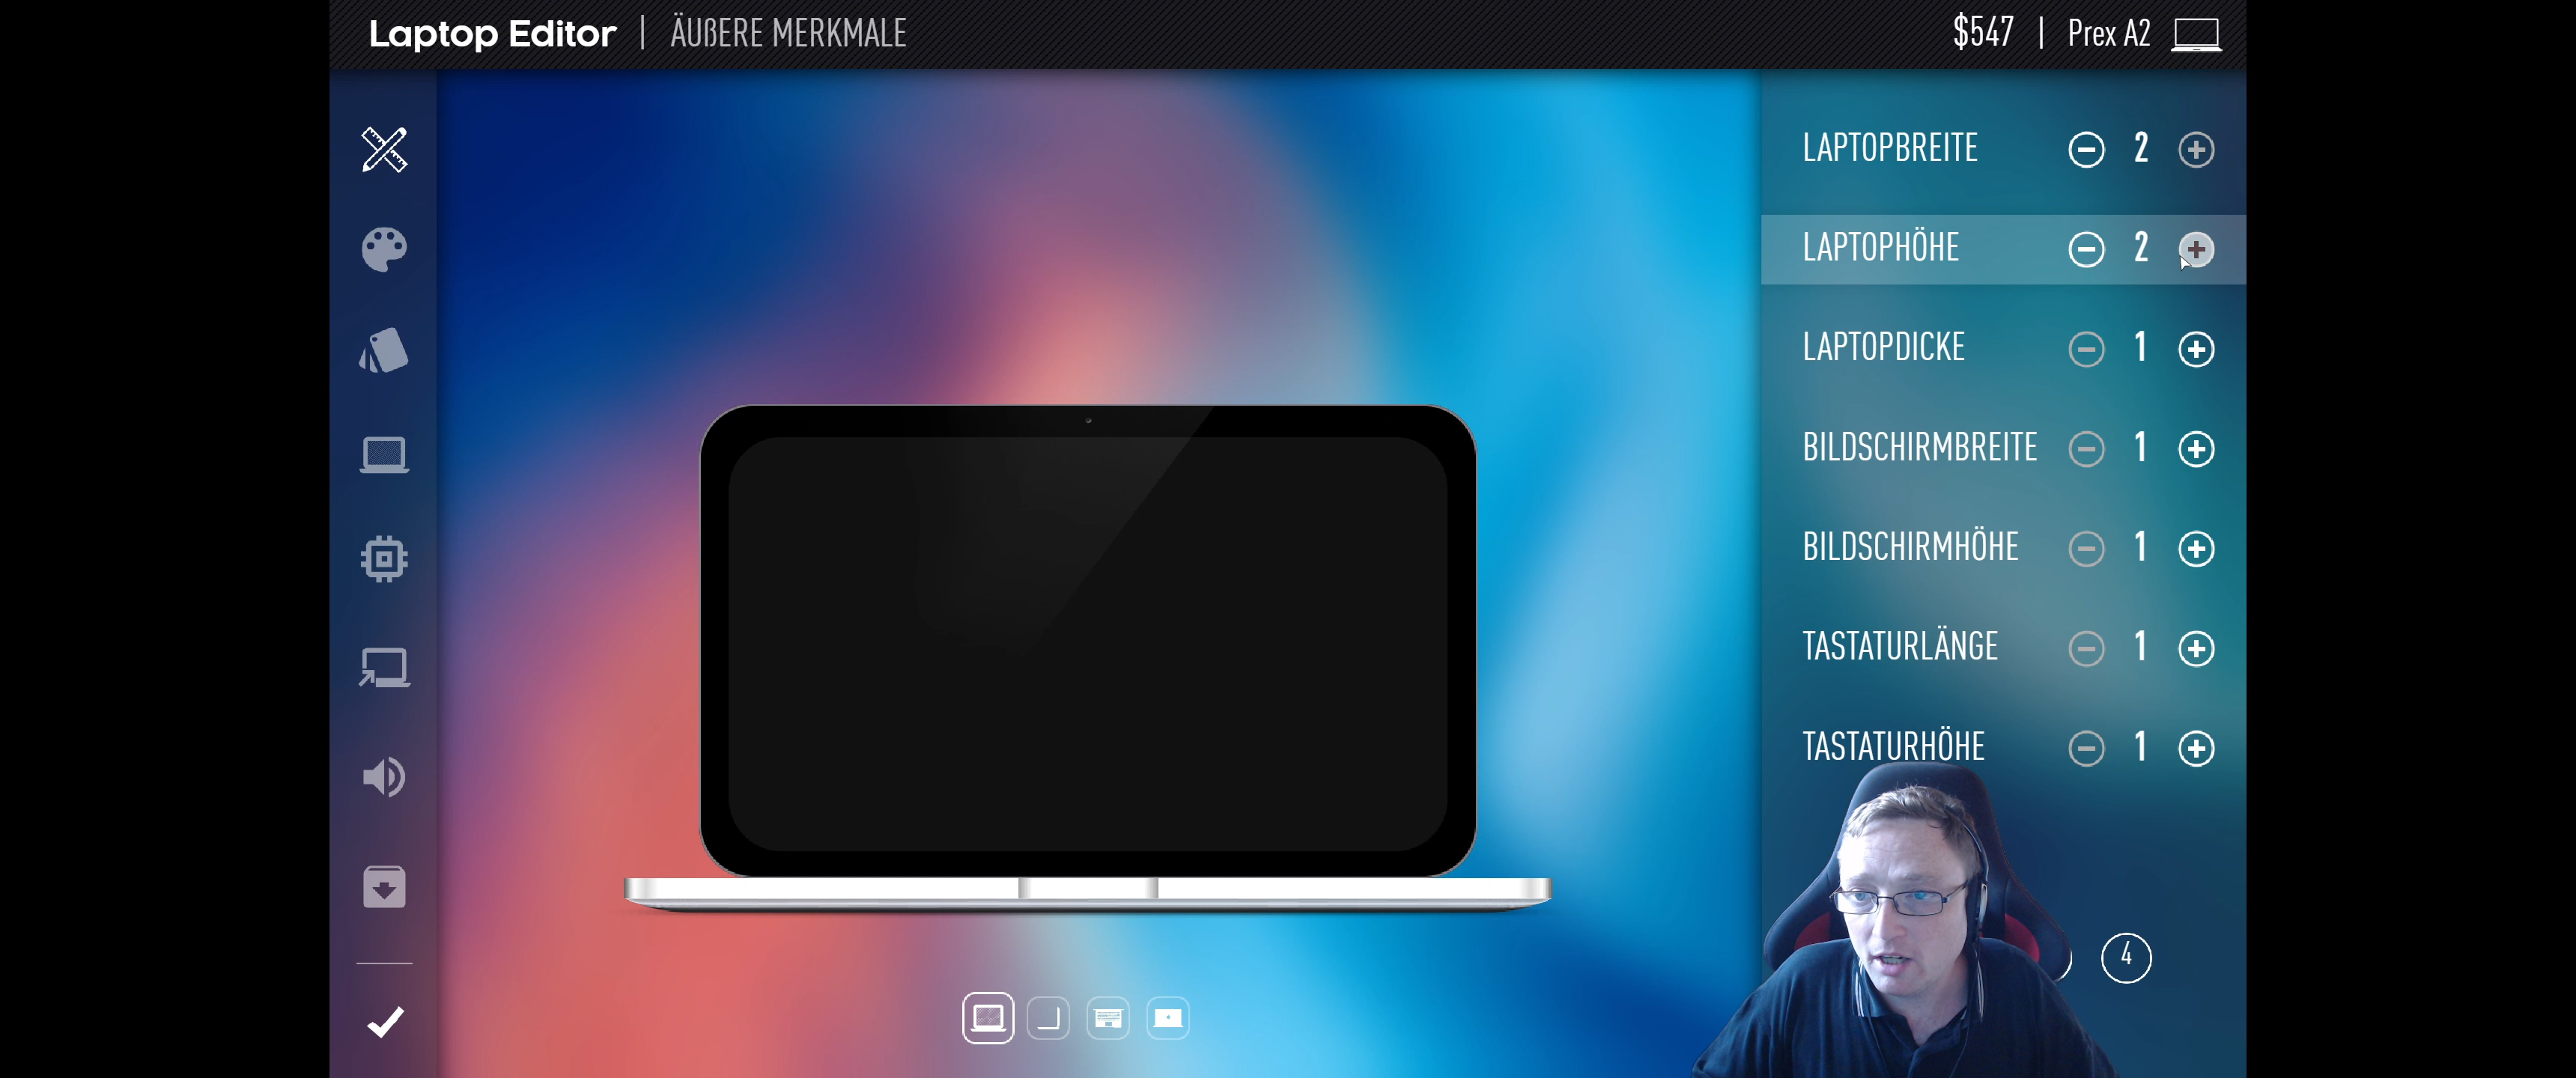 Laptop Editor | ÄUßERE MERKMALE
$547 | Prex A2
LAPTOPBREITE 2
LAPTOPHÖHE 2
LAPTOPDICKE 1
BILDSCHIRMBREITE 1
BILDSCHIRMHÖHE 1
TASTATURLÄNGE 1
TASTATURHÖHE 1
4